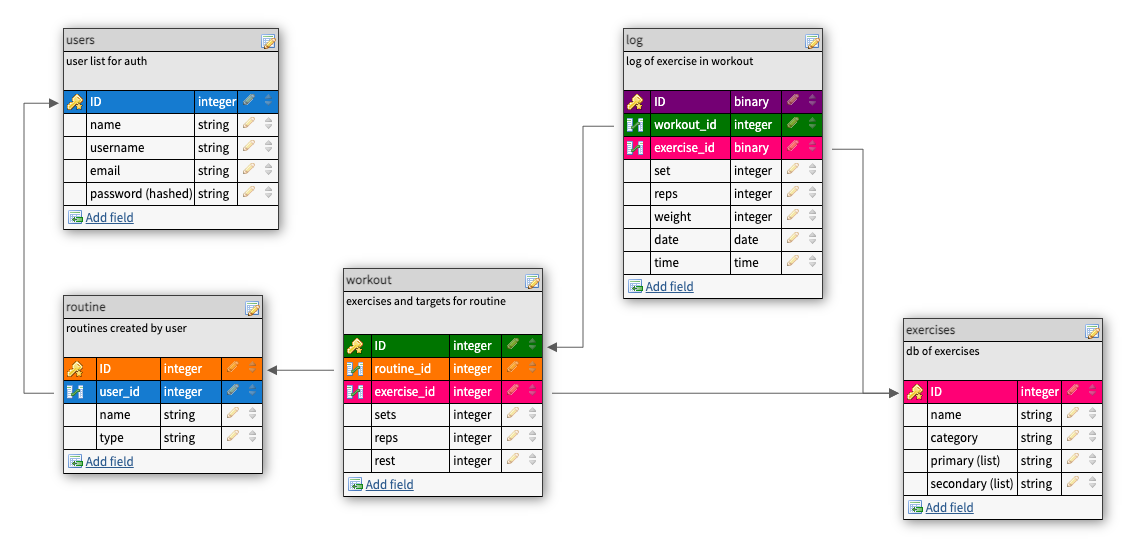 users
user list for auth
ID integer
name string
username string
email string
password (hashed) string
Add field
log
log of exercise in workout
ID binary
workout_id integer
exercise_id binary
set integer
reps integer
weight integer
date date
time time
Add field
routine
routines created by user
ID integer
user_id integer
name string
type string
Add field
workout
exercises and targets for routine
ID integer
routine_id integer
exercise_id integer
sets integer
reps integer
rest integer
Add field
exercises
db of exercises
ID integer
name string
category string
primary (list) string
secondary (list) string
Add field